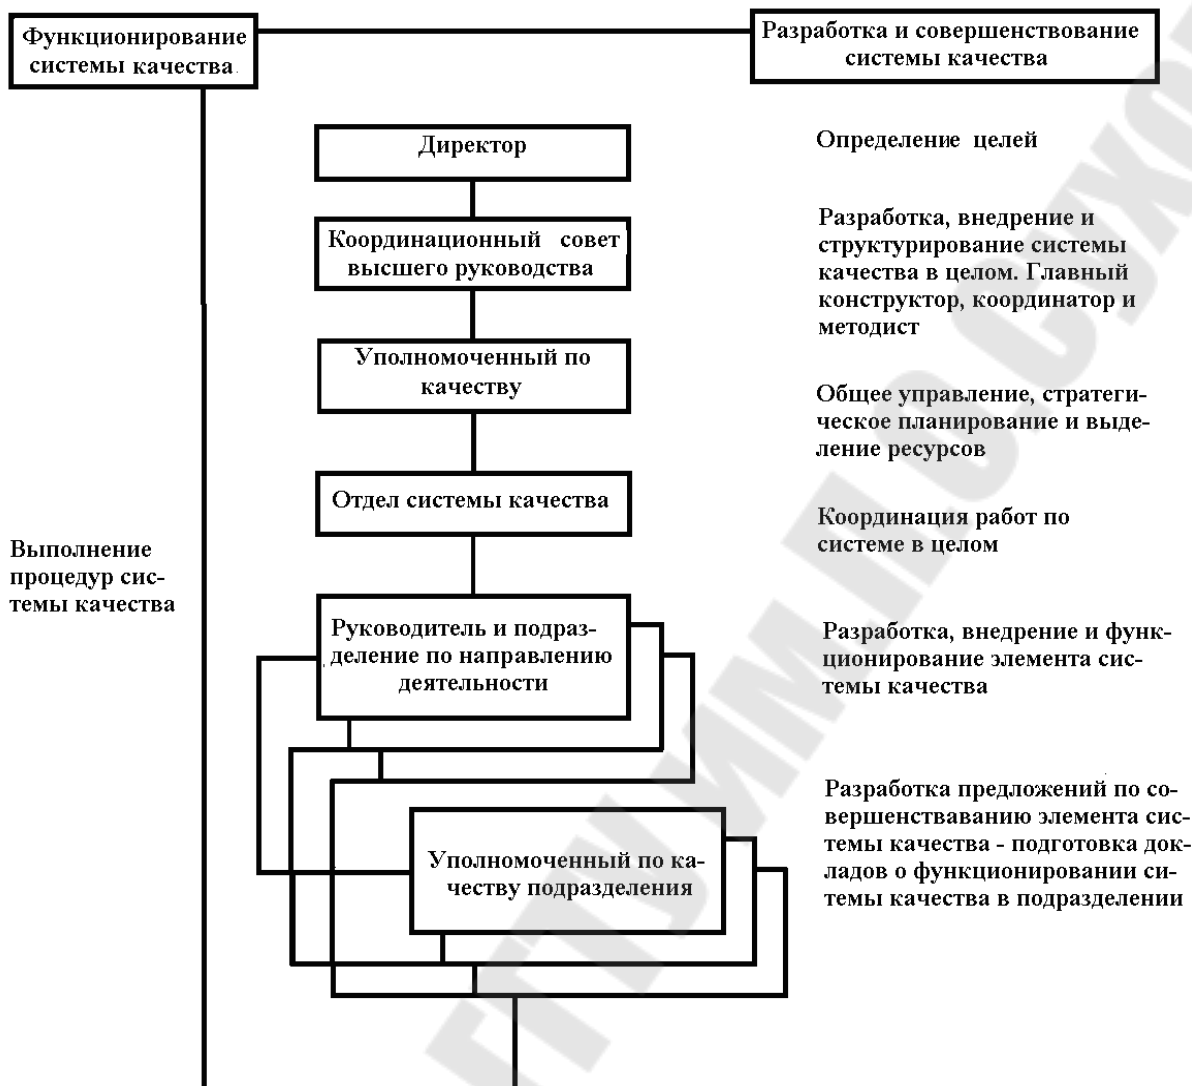 Функционирование
системы качества.
Разработка и совершенствование
системы качества
Директор
Определение целей
Координационный совет
высшего руководства
Разработка, внедрение и
структурирование системы
качества в целом. Главный
конструктор, координатор и
методист
Уполномоченный по
качеству
Общее управление, стратеги-
ческое планирование и выде-
ление ресурсов
Отдел системы качества
Координация работ по
системе в целом
Выполнение
процедур сис-
темы качества
Руководитель и подраз-
деление по направлению
деятельности
Разработка, внедрение и функ-
ционирование элемента сис-
темы качества
Уполномоченный по ка-
честву подразделения
Разработка предложений по со-
вершенстваванию элемента сис-
темы качества - подготовка док-
ладов о функционировании си-
темы качества в подразделении
ГГТУ им. П.О. Сухо